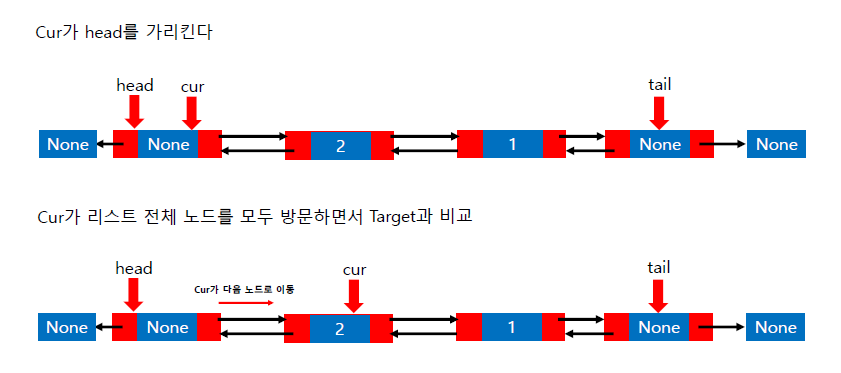 Cur가 head를 가리킨다
head
cur
tail
None
None
2
1
None
None
Cur가 리스트 전체 노드를 모두 방문하면서 Target과 비교
head
Cur가 다음 노드로 이동
cur
tail
None
None
2
1
None
None